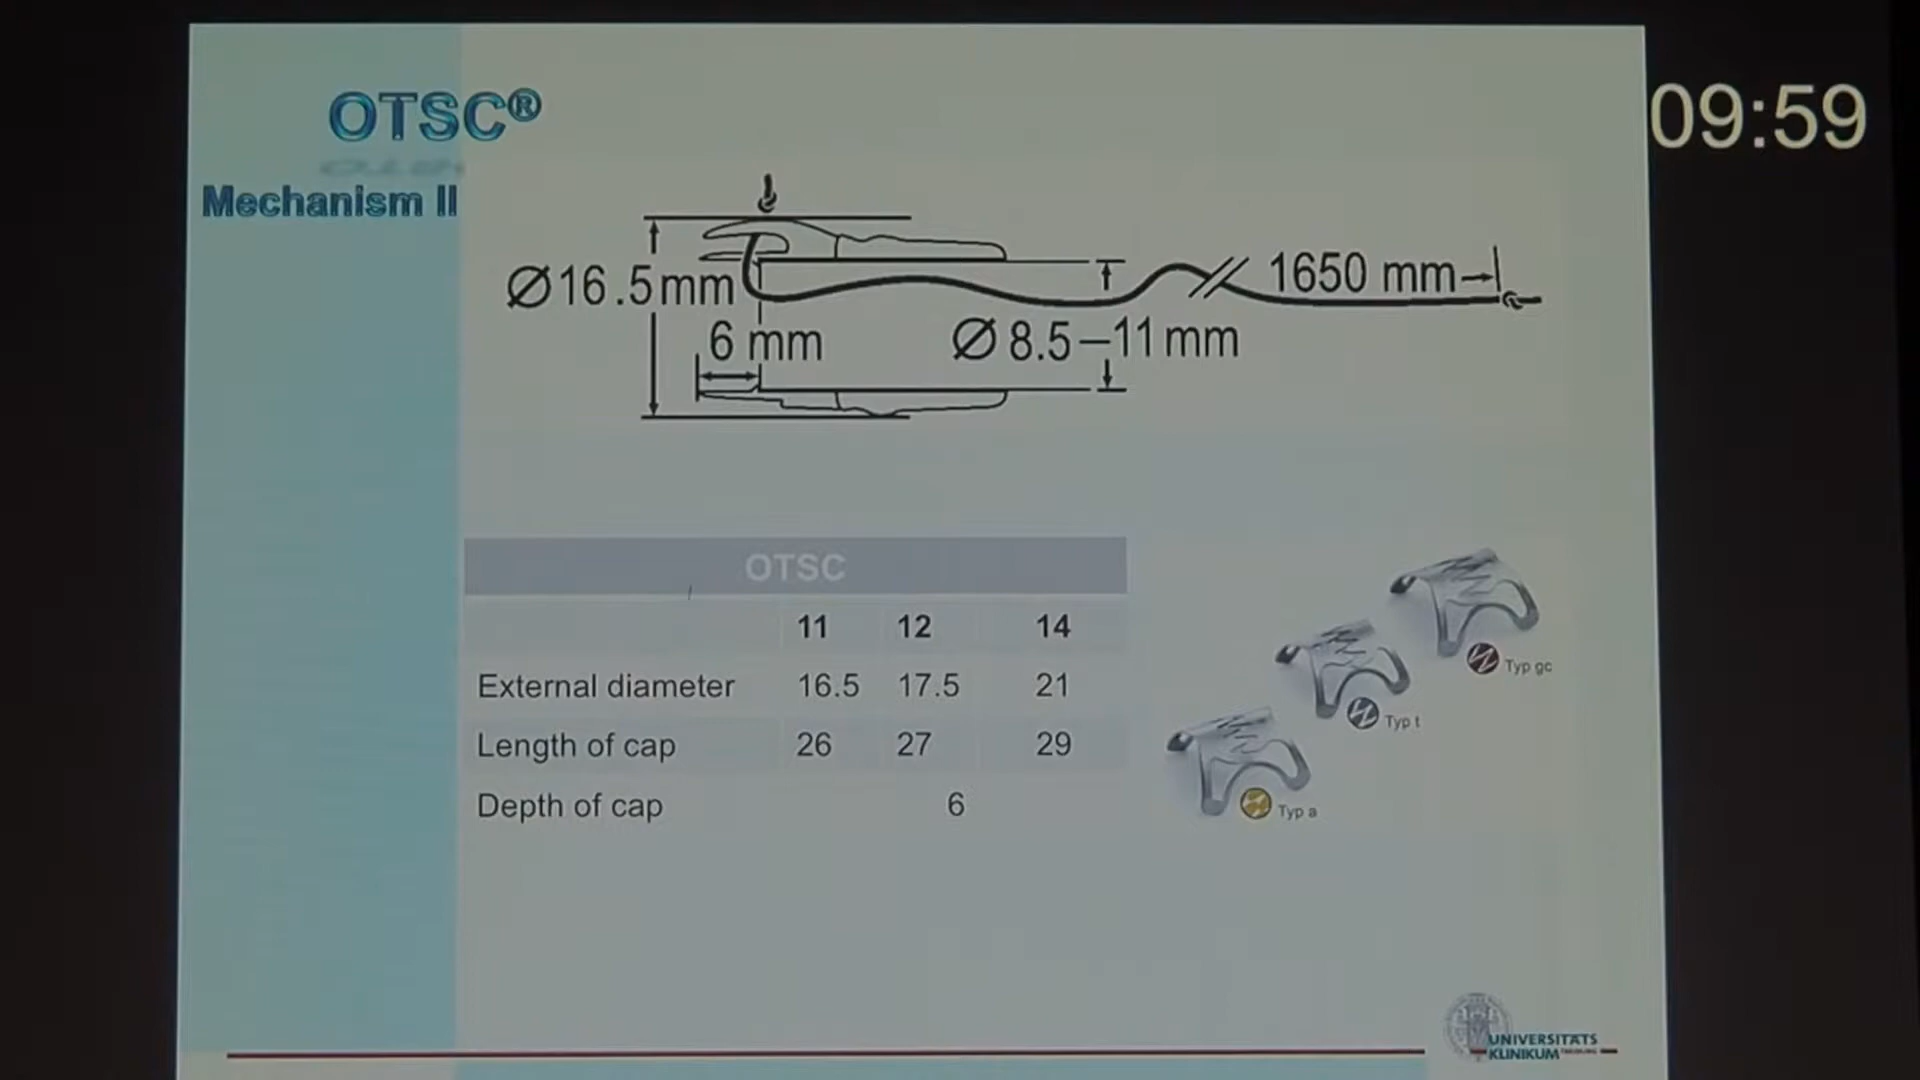 OTSC®
09:59
Mechanism II
Ø16.5mm
1650 mm
6 mm
Ø 8.5–11mm
OTSC
11 12 14
External diameter 16.5 17.5 21
Length of cap 26 27 29
Depth of cap 6
Typ gc
Typ t
Typ a
UNIVERSITÄTS
KLINIKUM